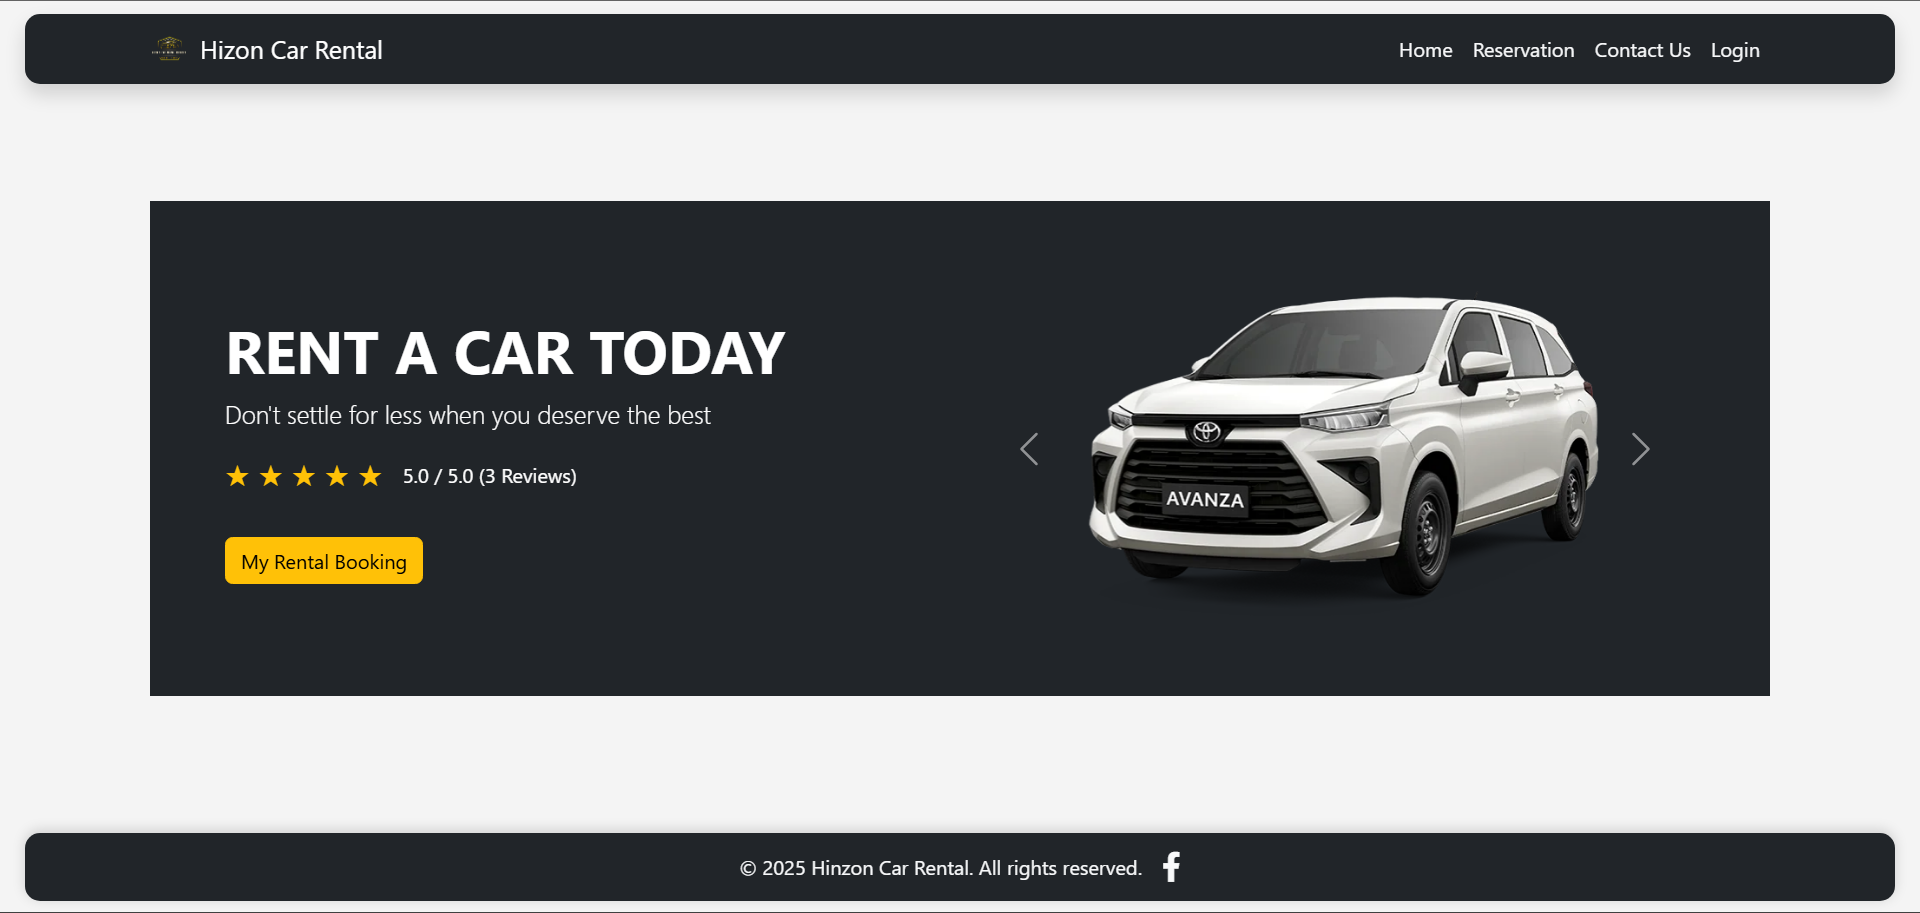 Hizon Car Rental
Home Reservation Contact Us Login
RENT A CAR TODAY
Don't settle for less when you deserve the best
5.0 / 5.0 (3 Reviews)
My Rental Booking
AVANZA
© 2025 Hinzon Car Rental. All rights reserved.